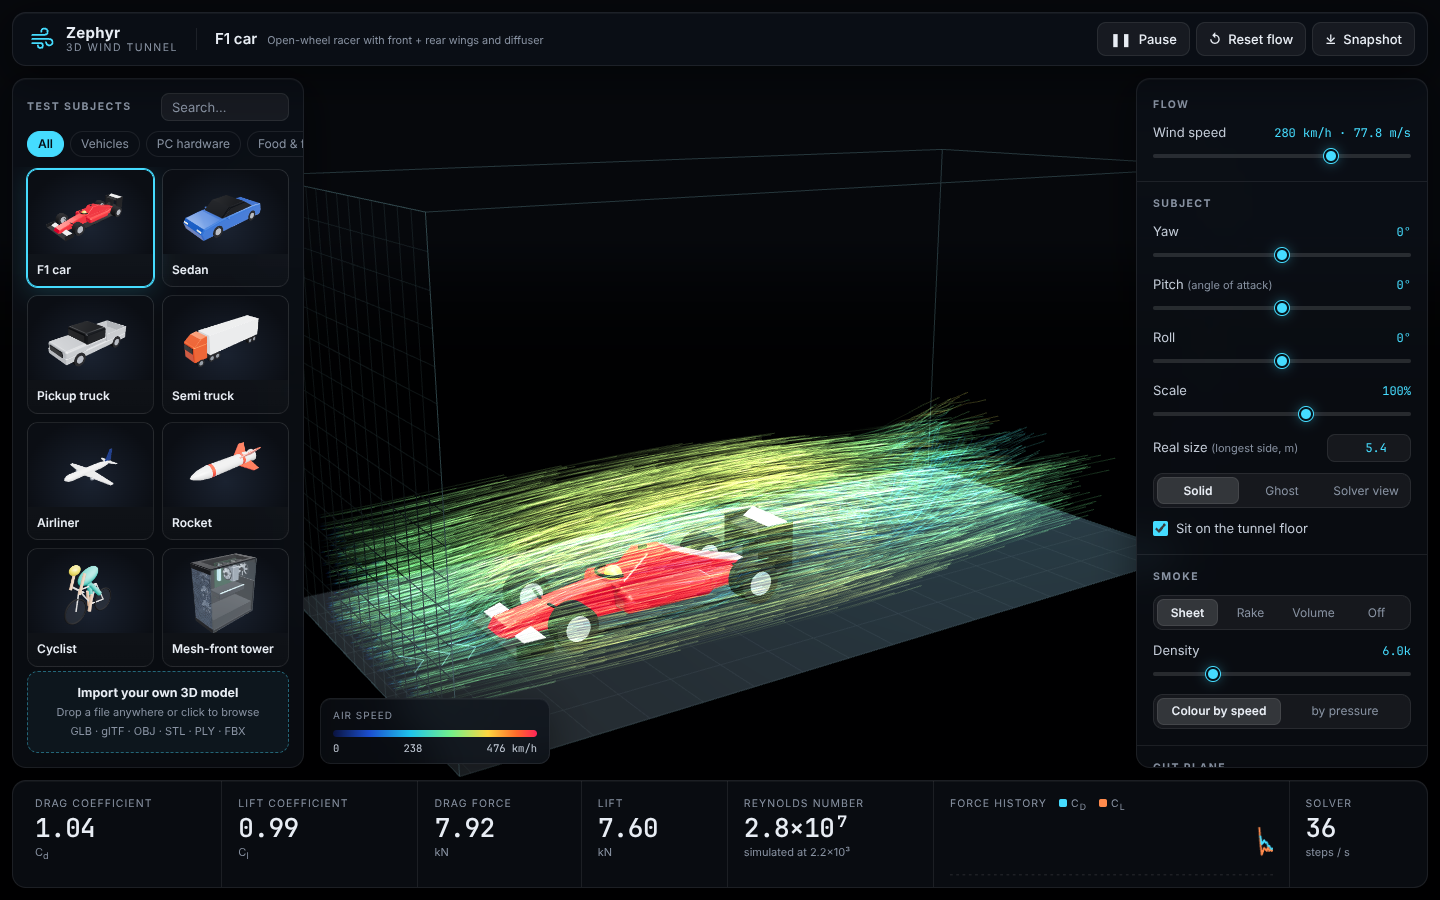 Zephyr
3D WIND TUNNEL
F1 car Open-wheel racer with front + rear wings and diffuser
Pause
Reset flow
Snapshot
TEST SUBJECTS
Search...
All
Vehicles
PC hardware
Food & f
F1 car
Sedan
Pickup truck
Semi truck
Airliner
Rocket
Cyclist
Mesh-front tower
Import your own 3D model
Drop a file anywhere or click to browse
GLB · glTF · OBJ · STL · PLY · FBX
AIR SPEED
0 238 476 km/h
FLOW
Wind speed 280 km/h · 77.8 m/s
SUBJECT
Yaw 0°
Pitch (angle of attack) 0°
Roll 0°
Scale 100%
Real size (longest side, m) 5.4
Solid Ghost Solver view
Sit on the tunnel floor
SMOKE
Sheet Rake Volume Off
Density 6.0k
Colour by speed by pressure
CUT PLANE
DRAG COEFFICIENT
1.04
Cd
LIFT COEFFICIENT
0.99
Cl
DRAG FORCE
7.92
kN
LIFT
7.60
kN
REYNOLDS NUMBER
2.8×10⁷
simulated at 2.2×10³
FORCE HISTORY CD CL
SOLVER
36
steps / s